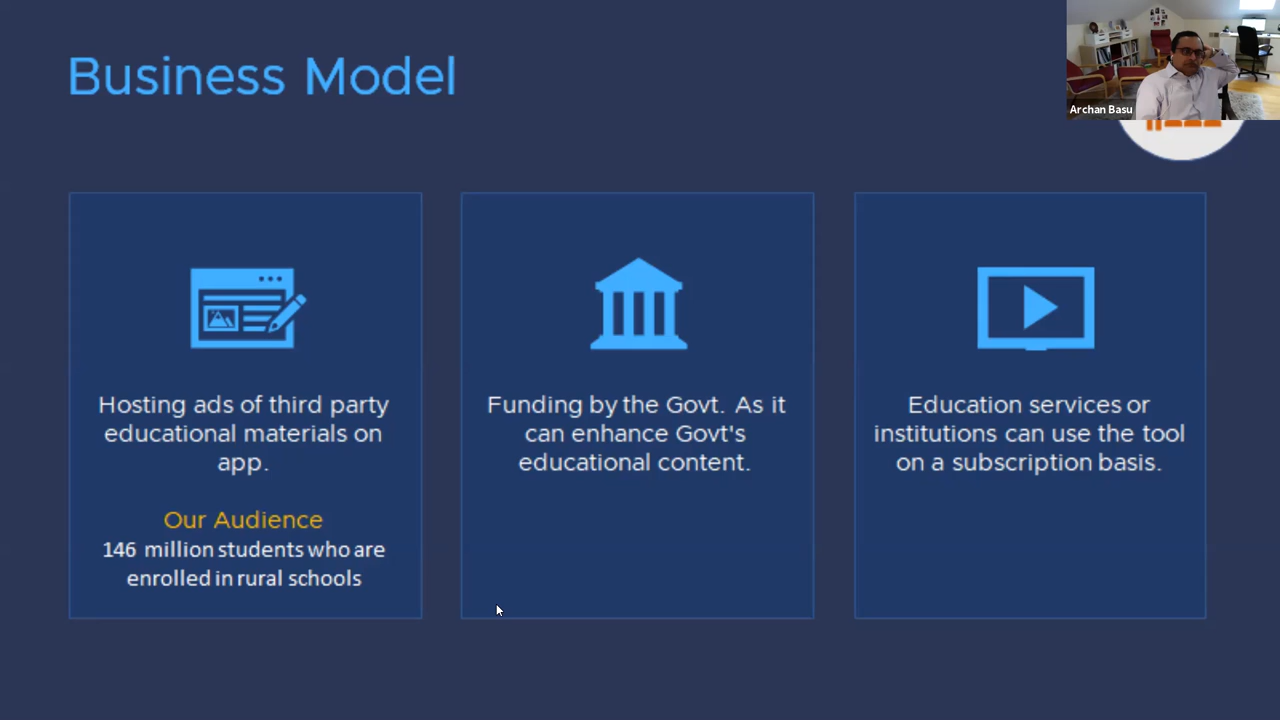 Business Model
Archan Basu
Hosting ads of third party
educational materials on
app.
Our Audience
146 million students who are
enrolled in rural schools
Funding by the Govt. As it
can enhance Govt's
educational content.
Education services or
institutions can use the tool
on a subscription basis.